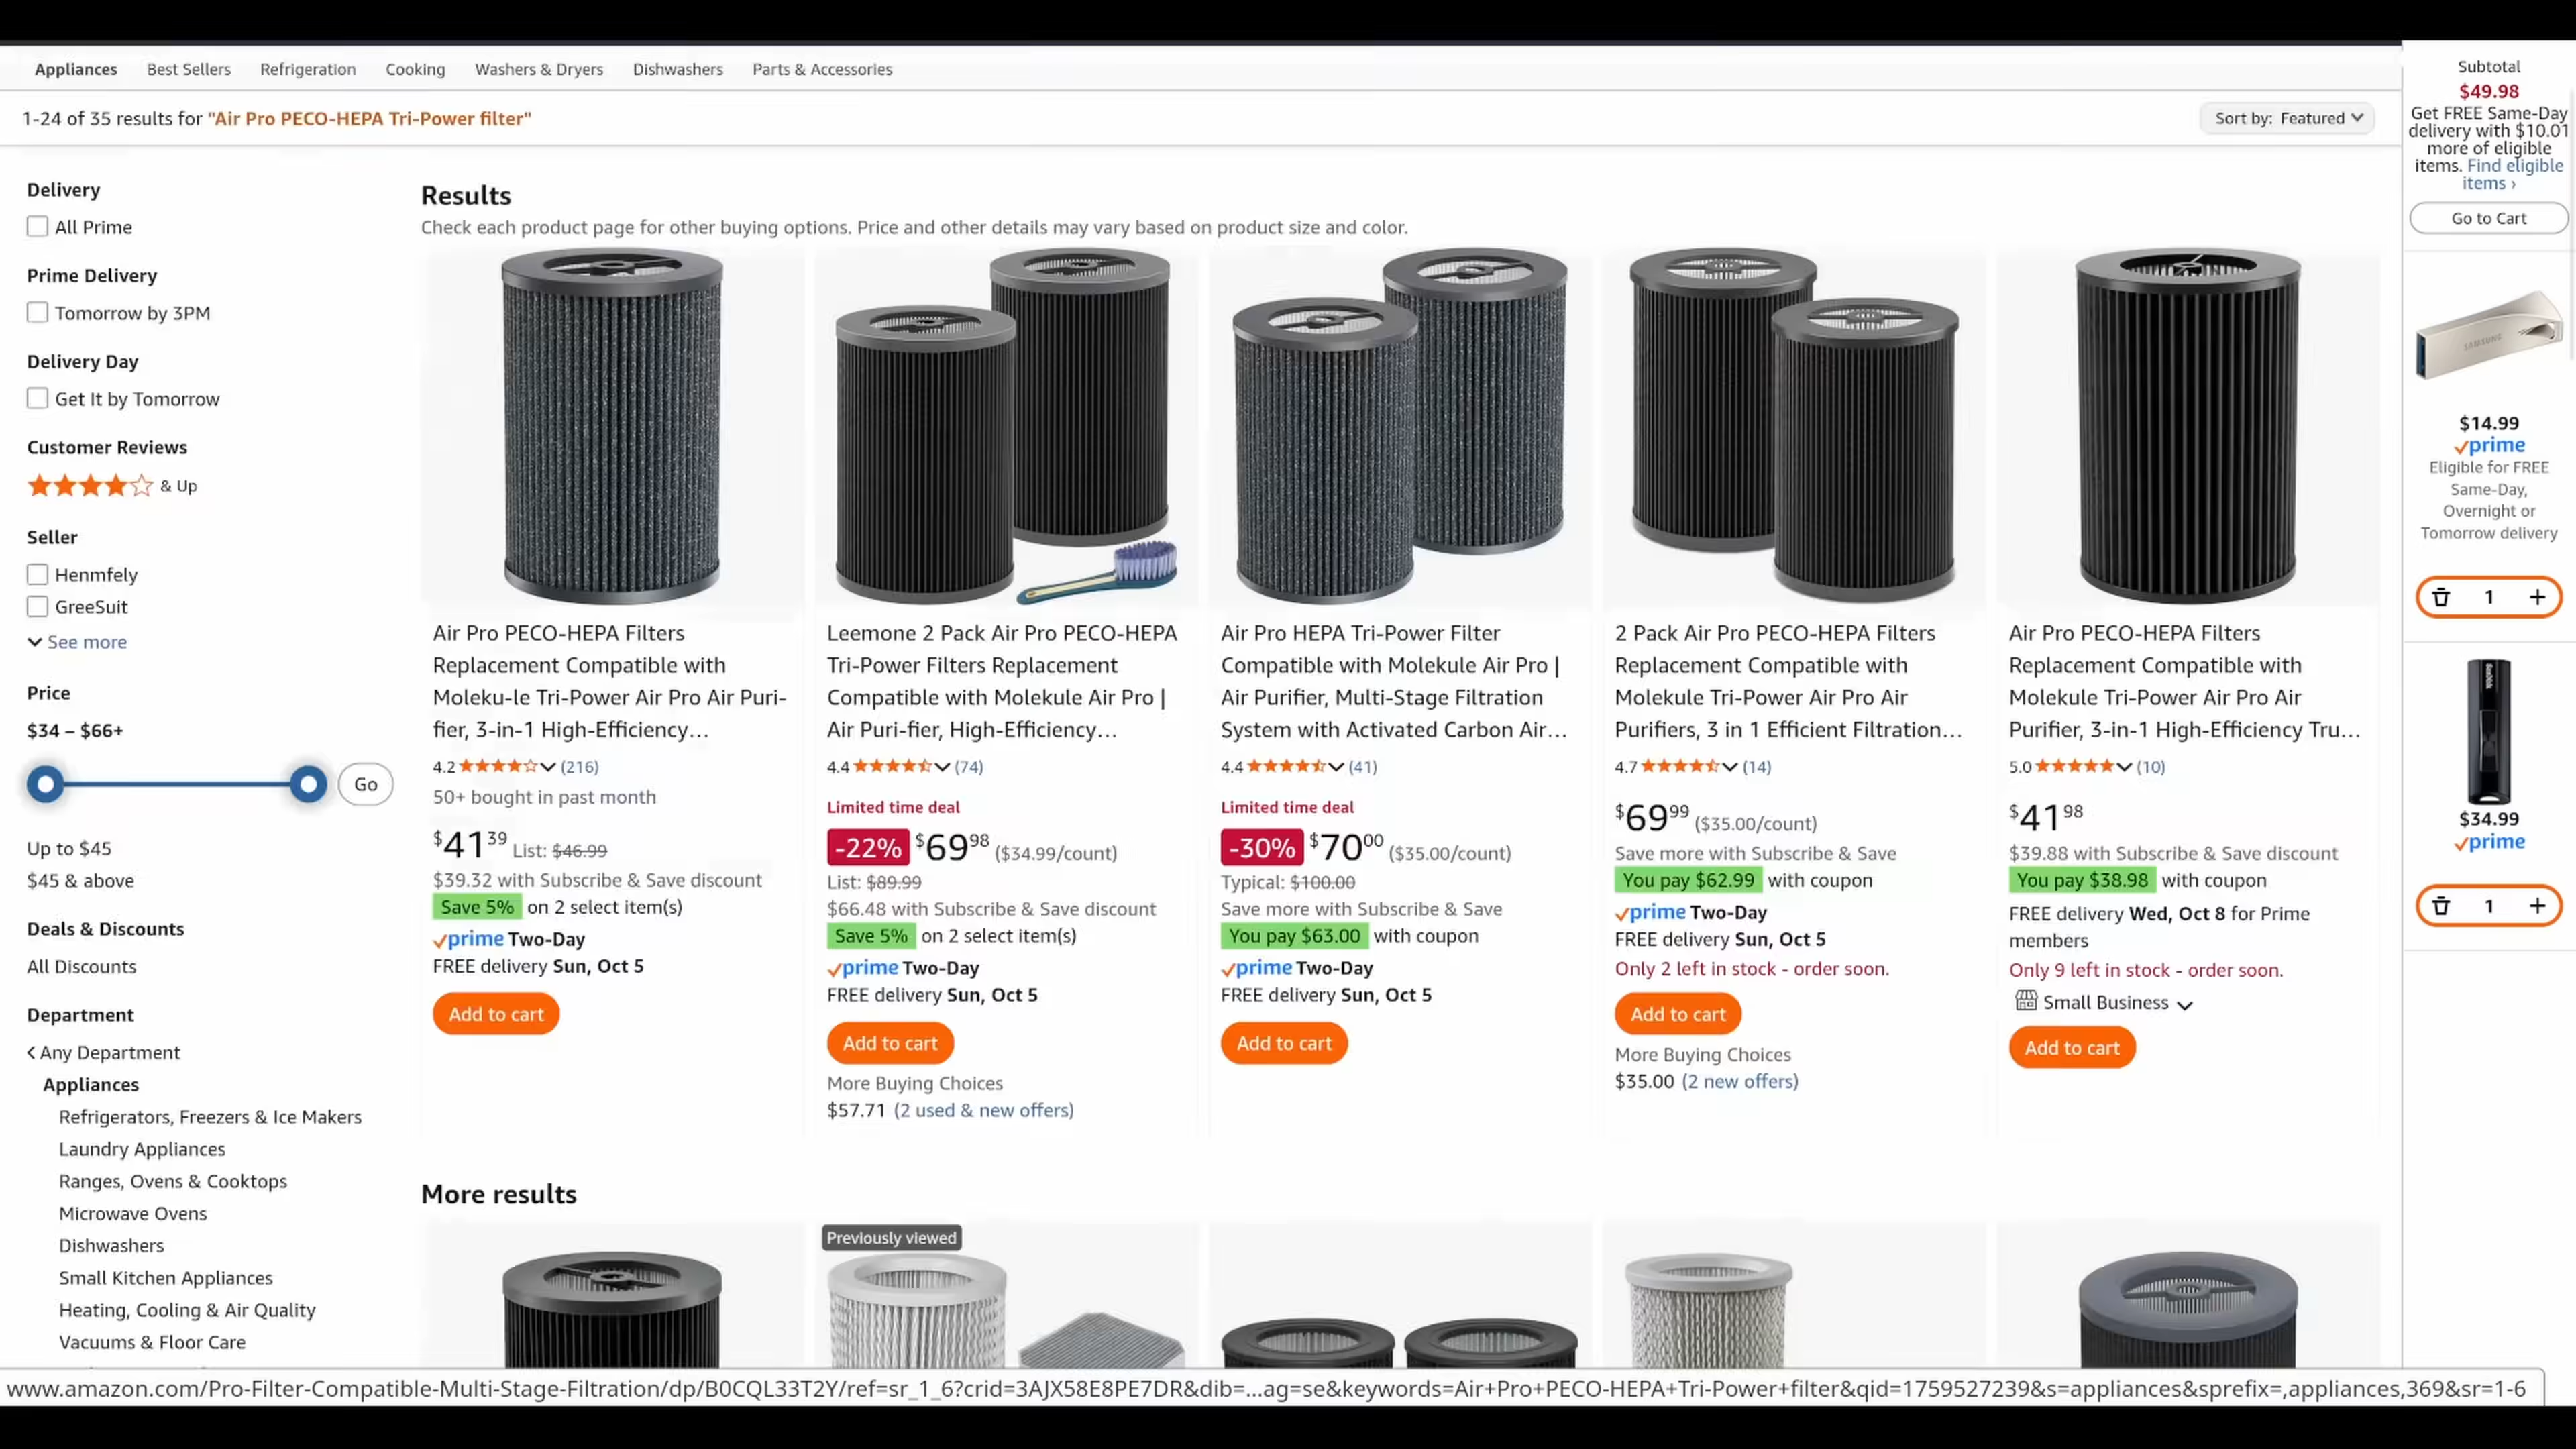 Appliances
Best Sellers
Refrigeration
Cooking
Washers & Dryers
Dishwashers
Parts & Accessories
1-24 of 35 results for "Air Pro PECO-HEPA Tri-Power filter"
Sort by: Featured
Delivery
All Prime
Prime Delivery
Tomorrow by 3PM
Delivery Day
Get It by Tomorrow
Customer Reviews
& Up
Seller
Henmfely
GreeSuit
See more
Price
$34 – $66+
Go
Up to $45
$45 & above
Deals & Discounts
All Discounts
Department
Any Department
Appliances
Refrigerators, Freezers & Ice Makers
Laundry Appliances
Ranges, Ovens & Cooktops
Microwave Ovens
Dishwashers
Small Kitchen Appliances
Heating, Cooling & Air Quality
Vacuums & Floor Care
Results
Check each product page for other buying options. Price and other details may vary based on product size and color.
Air Pro PECO-HEPA Filters
Replacement Compatible with
Moleku-le Tri-Power Air Pro Air Puri-
fier, 3-in-1 High-Efficiency…
4.2 (216)
50+ bought in past month
$41.39 List: $46.99
$39.32 with Subscribe & Save discount
Save 5% on 2 select item(s)
prime Two-Day
FREE delivery Sun, Oct 5
Add to cart
Leemone 2 Pack Air Pro PECO-HEPA
Tri-Power Filters Replacement
Compatible with Molekule Air Pro |
Air Puri-fier, High-Efficiency…
4.4 (74)
Limited time deal
-22% $69.98 ($34.99/count)
List: $89.99
$66.48 with Subscribe & Save discount
Save 5% on 2 select item(s)
prime Two-Day
FREE delivery Sun, Oct 5
Add to cart
More Buying Choices
$57.71 (2 used & new offers)
Air Pro HEPA Tri-Power Filter
Compatible with Molekule Air Pro |
Air Purifier, Multi-Stage Filtration
System with Activated Carbon Air…
4.4 (41)
Limited time deal
-30% $70.00 ($35.00/count)
Typical: $100.00
Save more with Subscribe & Save
You pay $63.00 with coupon
prime Two-Day
FREE delivery Sun, Oct 5
Add to cart
2 Pack Air Pro PECO-HEPA Filters
Replacement Compatible with
Molekule Tri-Power Air Pro Air
Purifiers, 3 in 1 Efficient Filtration…
4.7 (14)
$69.99 ($35.00/count)
Save more with Subscribe & Save
You pay $62.99 with coupon
prime Two-Day
FREE delivery Sun, Oct 5
Only 2 left in stock - order soon.
Add to cart
More Buying Choices
$35.00 (2 new offers)
Air Pro PECO-HEPA Filters
Replacement Compatible with
Molekule Tri-Power Air Pro Air
Purifier, 3-in-1 High-Efficiency Tru…
5.0 (10)
$41.98
$39.88 with Subscribe & Save discount
You pay $38.98 with coupon
FREE delivery Wed, Oct 8 for Prime
members
Only 9 left in stock - order soon.
Small Business
Add to cart
More results
Previously viewed
Subtotal
$49.98
Get FREE Same-Day
delivery with $10.01
more of eligible
items. Find eligible
items ›
Go to Cart
SAMSUNG
$14.99
prime
Eligible for FREE
Same-Day,
Overnight or
Tomorrow delivery
1
SanDisk
$34.99
prime
1
www.amazon.com/Pro-Filter-Compatible-Multi-Stage-Filtration/dp/B0CQL33T2Y/ref=sr_1_6?crid=3AJX58E8PE7DR&dib=...ag=se&keywords=Air+Pro+PECO-HEPA+Tri-Power+filter&qid=1759527239&s=appliances&sprefix=,appliances,369&sr=1-6